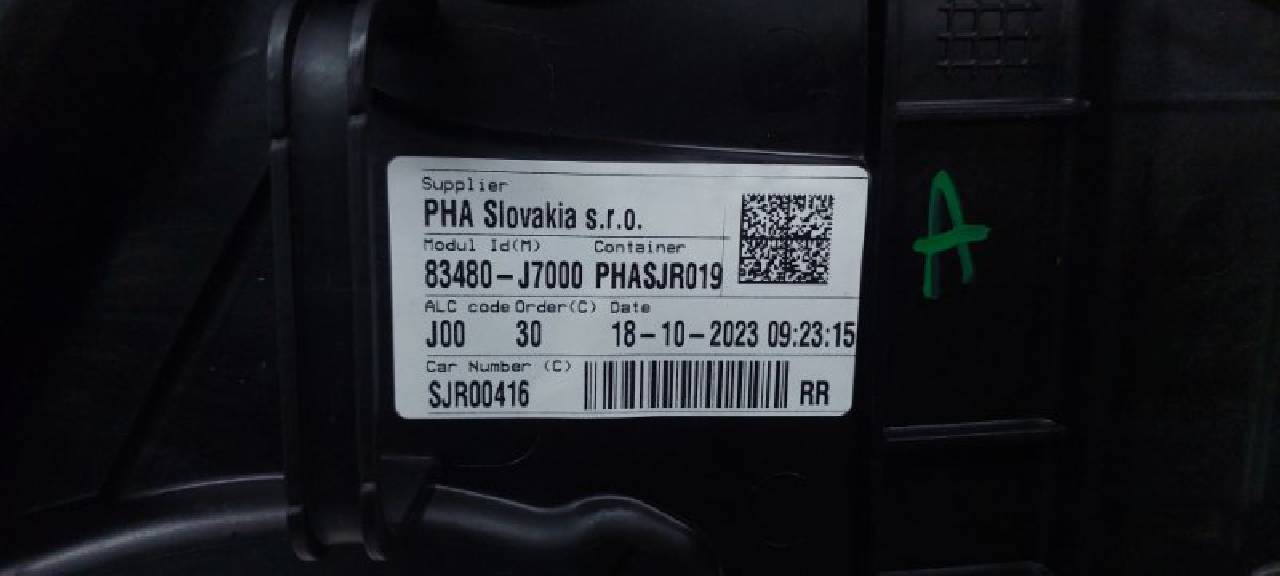 Supplier
PHA Slovakia s.r.o.
Modul Id(M) Container
83480-J7000 PHASJR019
ALC code Order(C) Date
J00 30 18-10-2023 09:23:15
Car Number (C)
SJR00416 RR
A